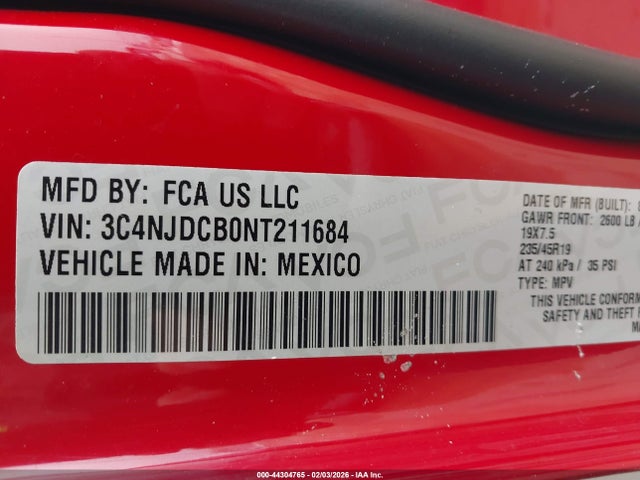 MFD BY: FCA US LLC
VIN: 3C4NJDCB0NT211684
VEHICLE MADE IN: MEXICO
DATE OF MFR (BUILT):
GAWR FRONT: 2600 LB
19X7.5
235/45R19
AT 240 kPa / 35 PSI
TYPE: MPV
THIS VEHICLE CONFORM
SAFETY AND THEFT
000-44304765 - 02/03/2026 - IAA, Inc.